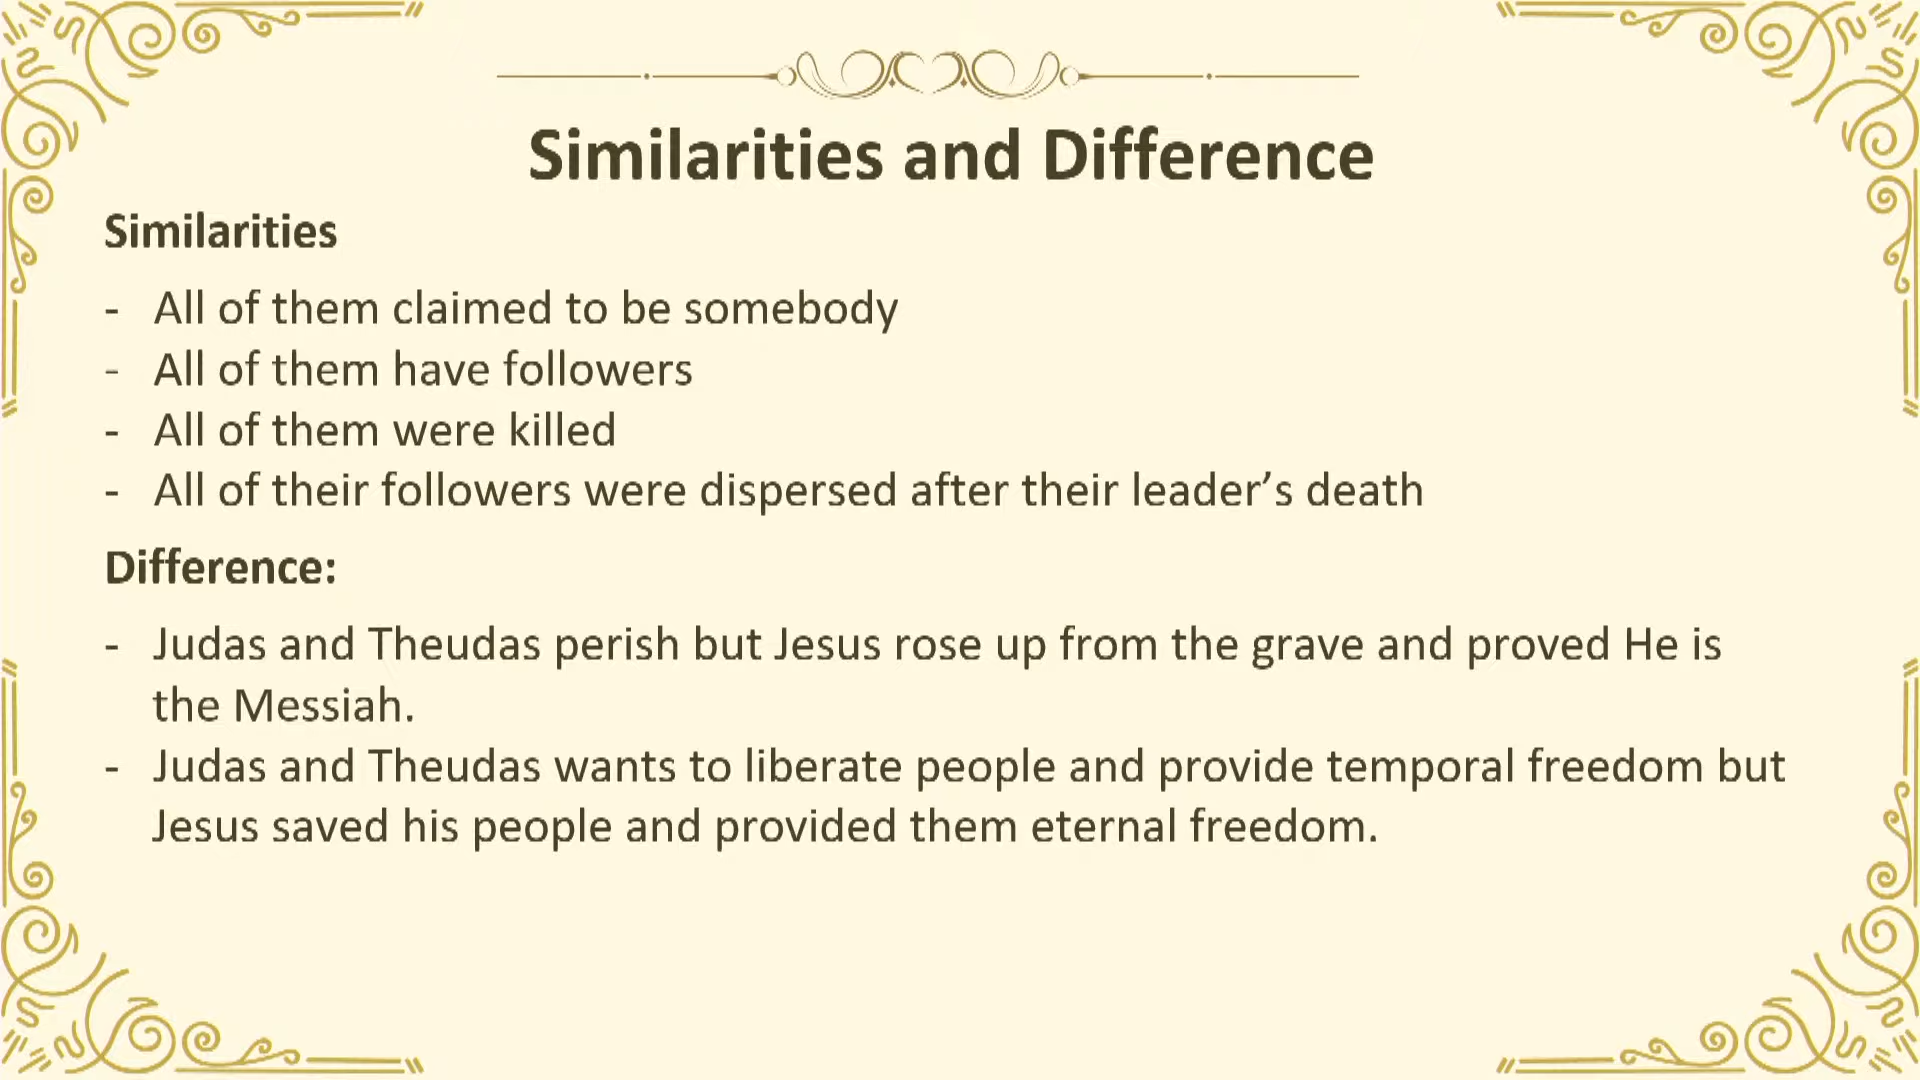 Similarities and Difference
Similarities
- All of them claimed to be somebody
- All of them have followers
- All of them were killed
- All of their followers were dispersed after their leader’s death
Difference:
- Judas and Theudas perish but Jesus rose up from the grave and proved He is
the Messiah.
- Judas and Theudas wants to liberate people and provide temporal freedom but
Jesus saved his people and provided them eternal freedom.